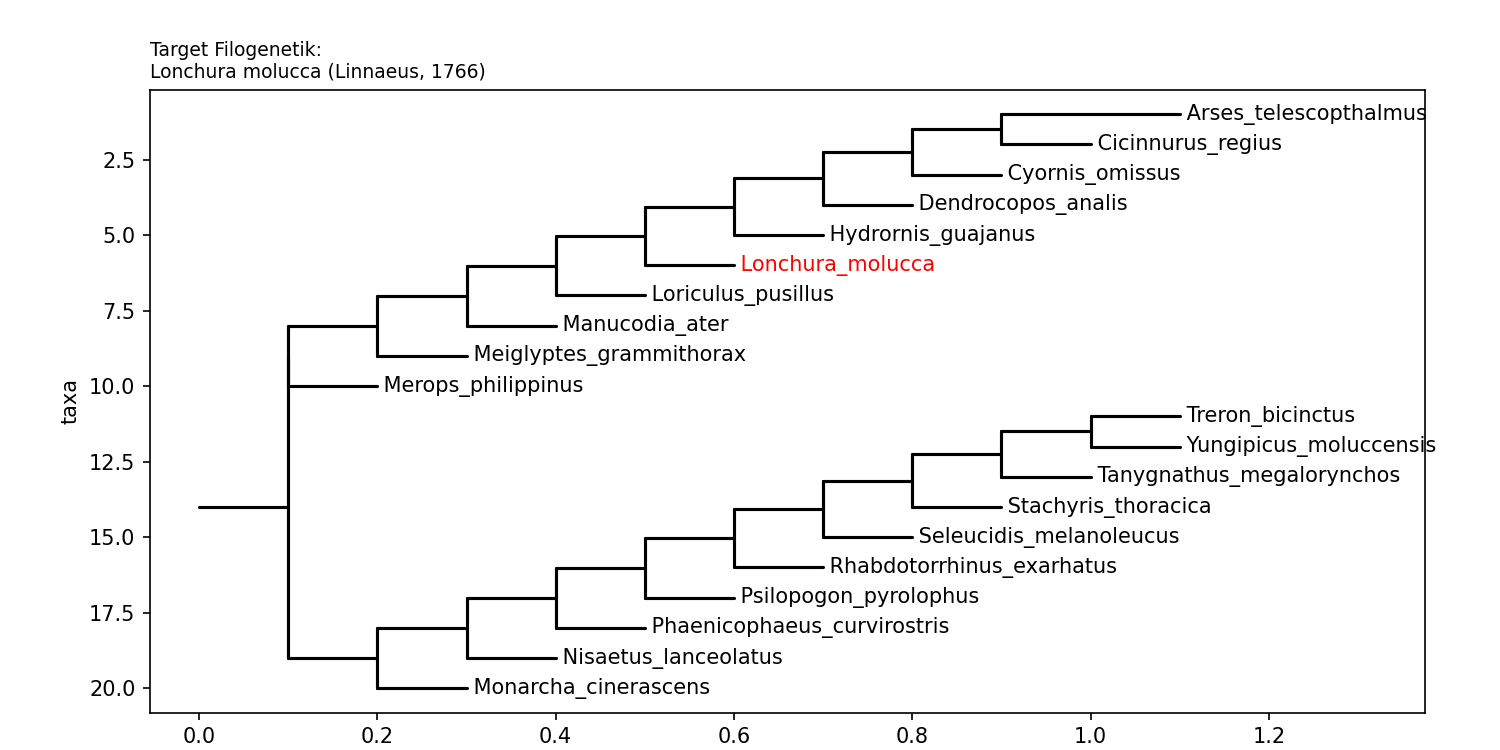 Target Filogenetik:
Lonchura molucca (Linnaeus, 1766)
Arses_telescopthalmus
Cicinnurus_regius
2.5
Cyornis_omissus
Dendrocopos_analis
5.0
Hydrornis_guajanus
Lonchura_molucca
Loriculus_pusillus
7.5
Manucodia_ater
Meiglyptes_grammithorax
10.0
Merops_philippinus
taxa
Treron_bicinctus
Yungipicus_moluccensis
12.5
Tanygnathus_megalorynchos
Stachyris_thoracica
15.0
Seleucidis_melanoleucus
Rhabdotorrhinus_exarhatus
Psilopogon_pyrolophus
17.5
Phaenicophaeus_curvirostris
Nisaetus_lanceolatus
20.0
Monarcha_cinerascens
0.0 0.2 0.4 0.6 0.8 1.0 1.2